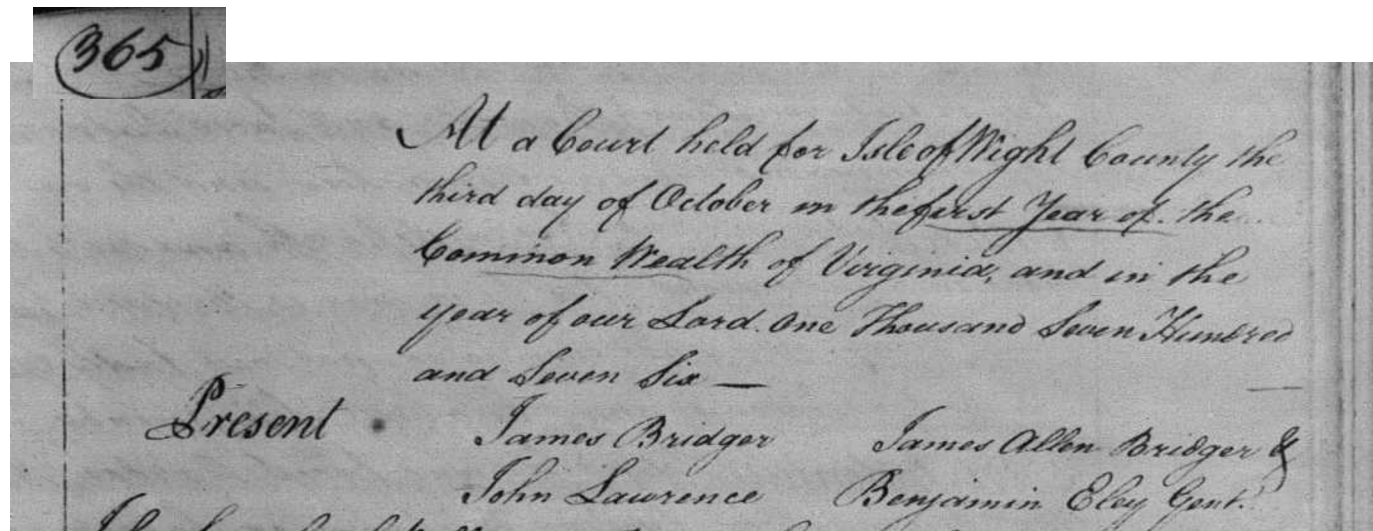 365
At a Court held for Isle of Wight County the
third day of October in the first Year of the
Common Wealth of Virginia, and in the
year of our Lord. One Thousand Seven Hundred
and Seven Six —
Present James Bridger James Allen Bridger &
John Lawrence Benjamin Eley Gent.